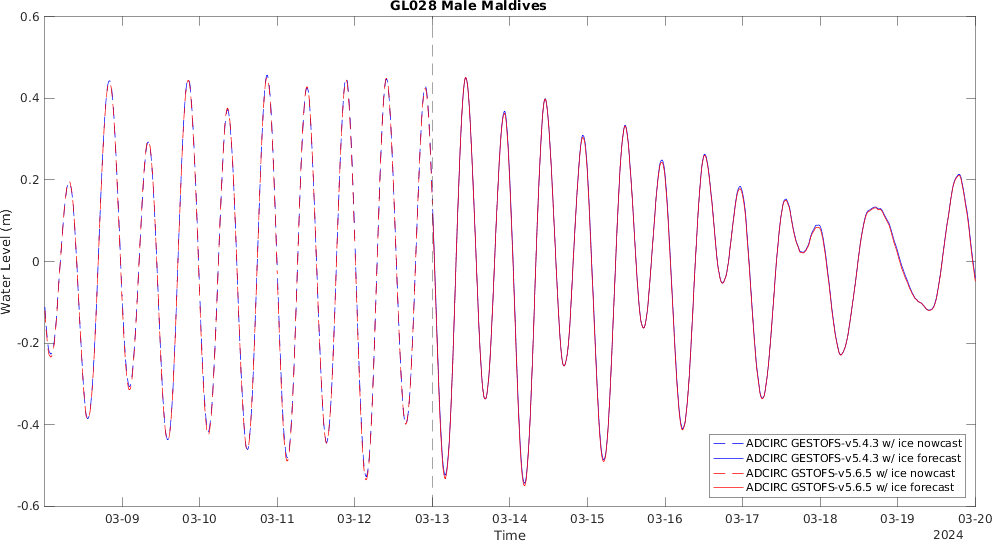 GL028 Male Maldives
0.6
0.4
0.2
0
-0.2
-0.4
-0.6
Water Level (m)
ADCIRC GESTOFS-v5.4.3 w/ ice nowcast
ADCIRC GESTOFS-v5.4.3 w/ ice forecast
ADCIRC GSTOFS-v5.6.5 w/ ice nowcast
ADCIRC GSTOFS-v5.6.5 w/ ice forecast
03-09 03-10 03-11 03-12 03-13 03-14 03-15 03-16 03-17 03-18 03-19 03-20
Time
2024